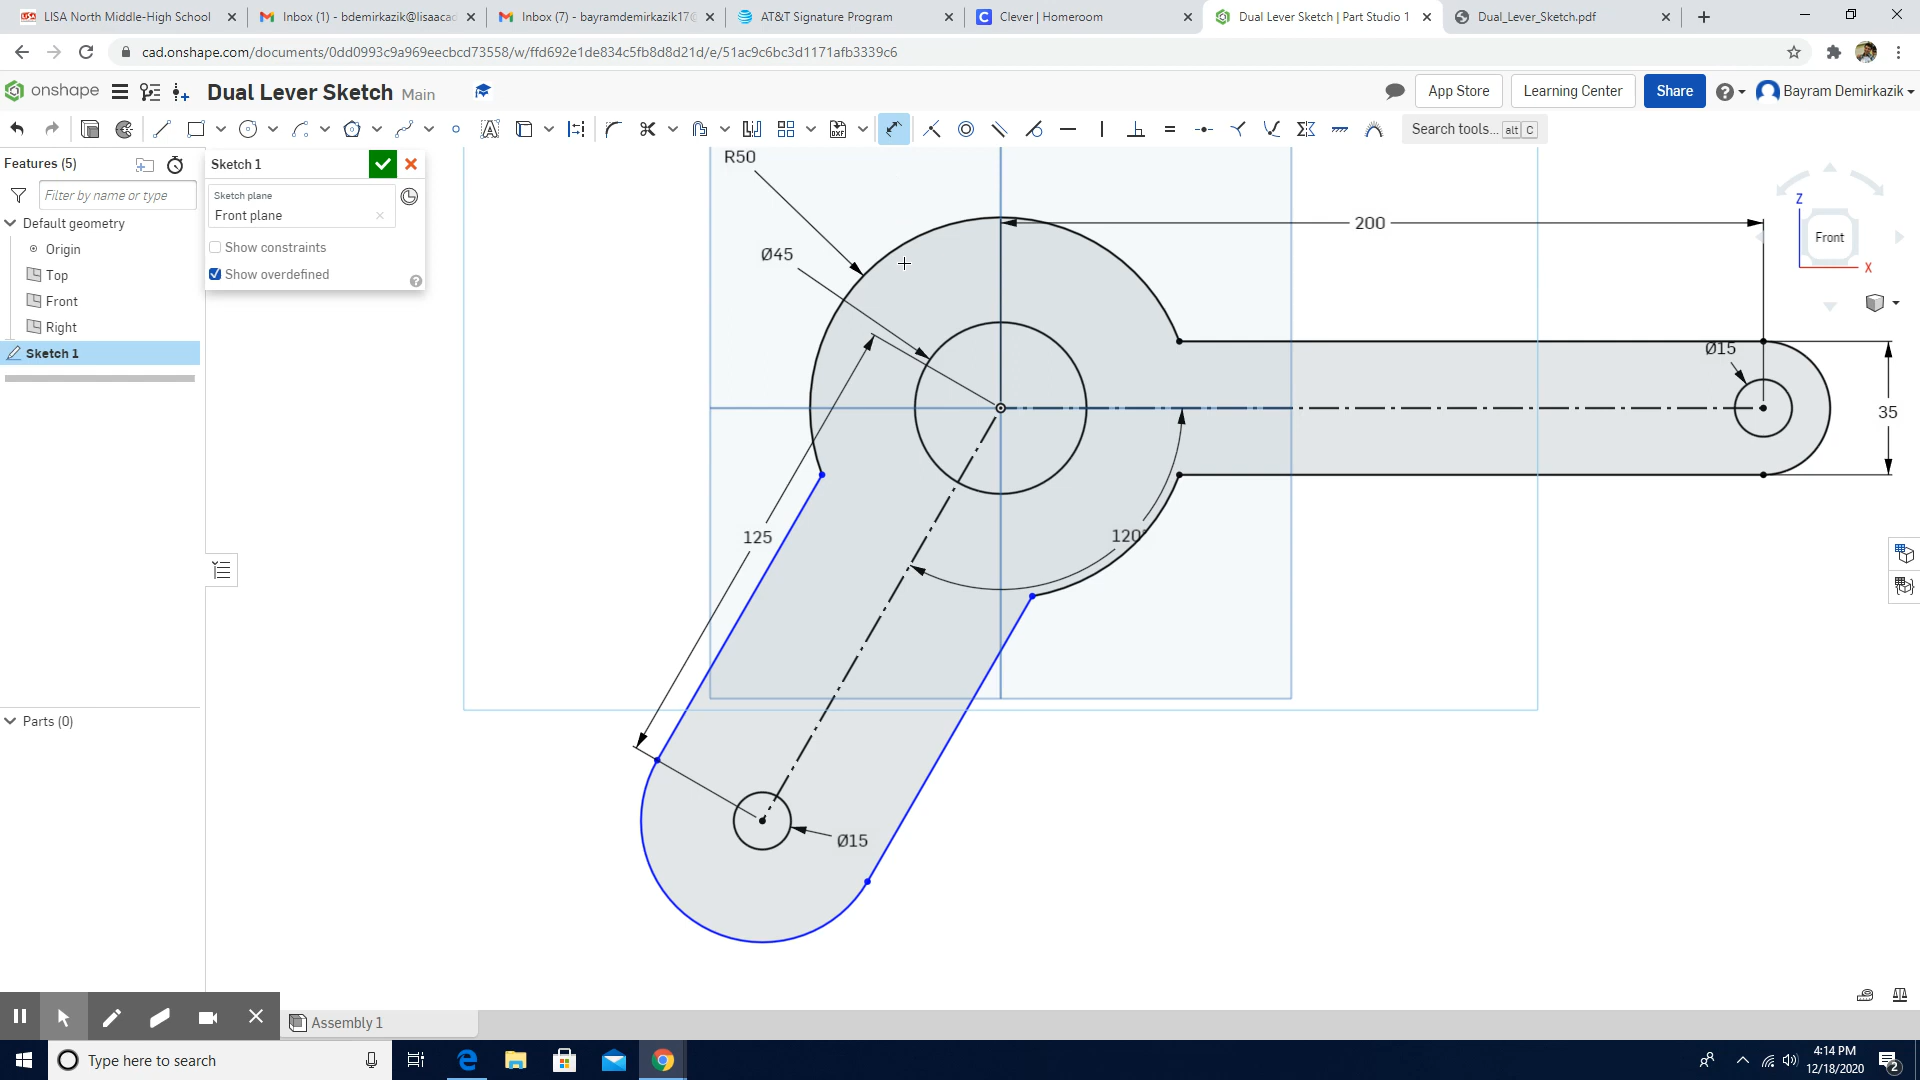 LISA North Middle-High School
Inbox (1) - bdemirkazik@lisaacad
Inbox (7) - bayramdemirkazik17@
AT&T Signature Program
Clever | Homeroom
Dual Lever Sketch | Part Studio 1
Dual_Lever_Sketch.pdf
cad.onshape.com/documents/0dd0993c9a969eecbcd73558/w/ffd692e1de834c5fb8d8d21d/e/51ac9c6bc3d1171afb3339c6
onshape
Dual Lever Sketch Main
App Store
Learning Center
Share
Bayram Demirkazik
Search tools... alt C
Features (5)
Filter by name or type
Default geometry
Origin
Top
Front
Right
Sketch 1
Parts (0)
Sketch 1
Sketch plane
Front plane
Show constraints
Show overdefined
R50
Ø45
200
Z
Front
X
Ø15
35
125
120°
Ø15
Assembly 1
Type here to search
4:14 PM
12/18/2020
2